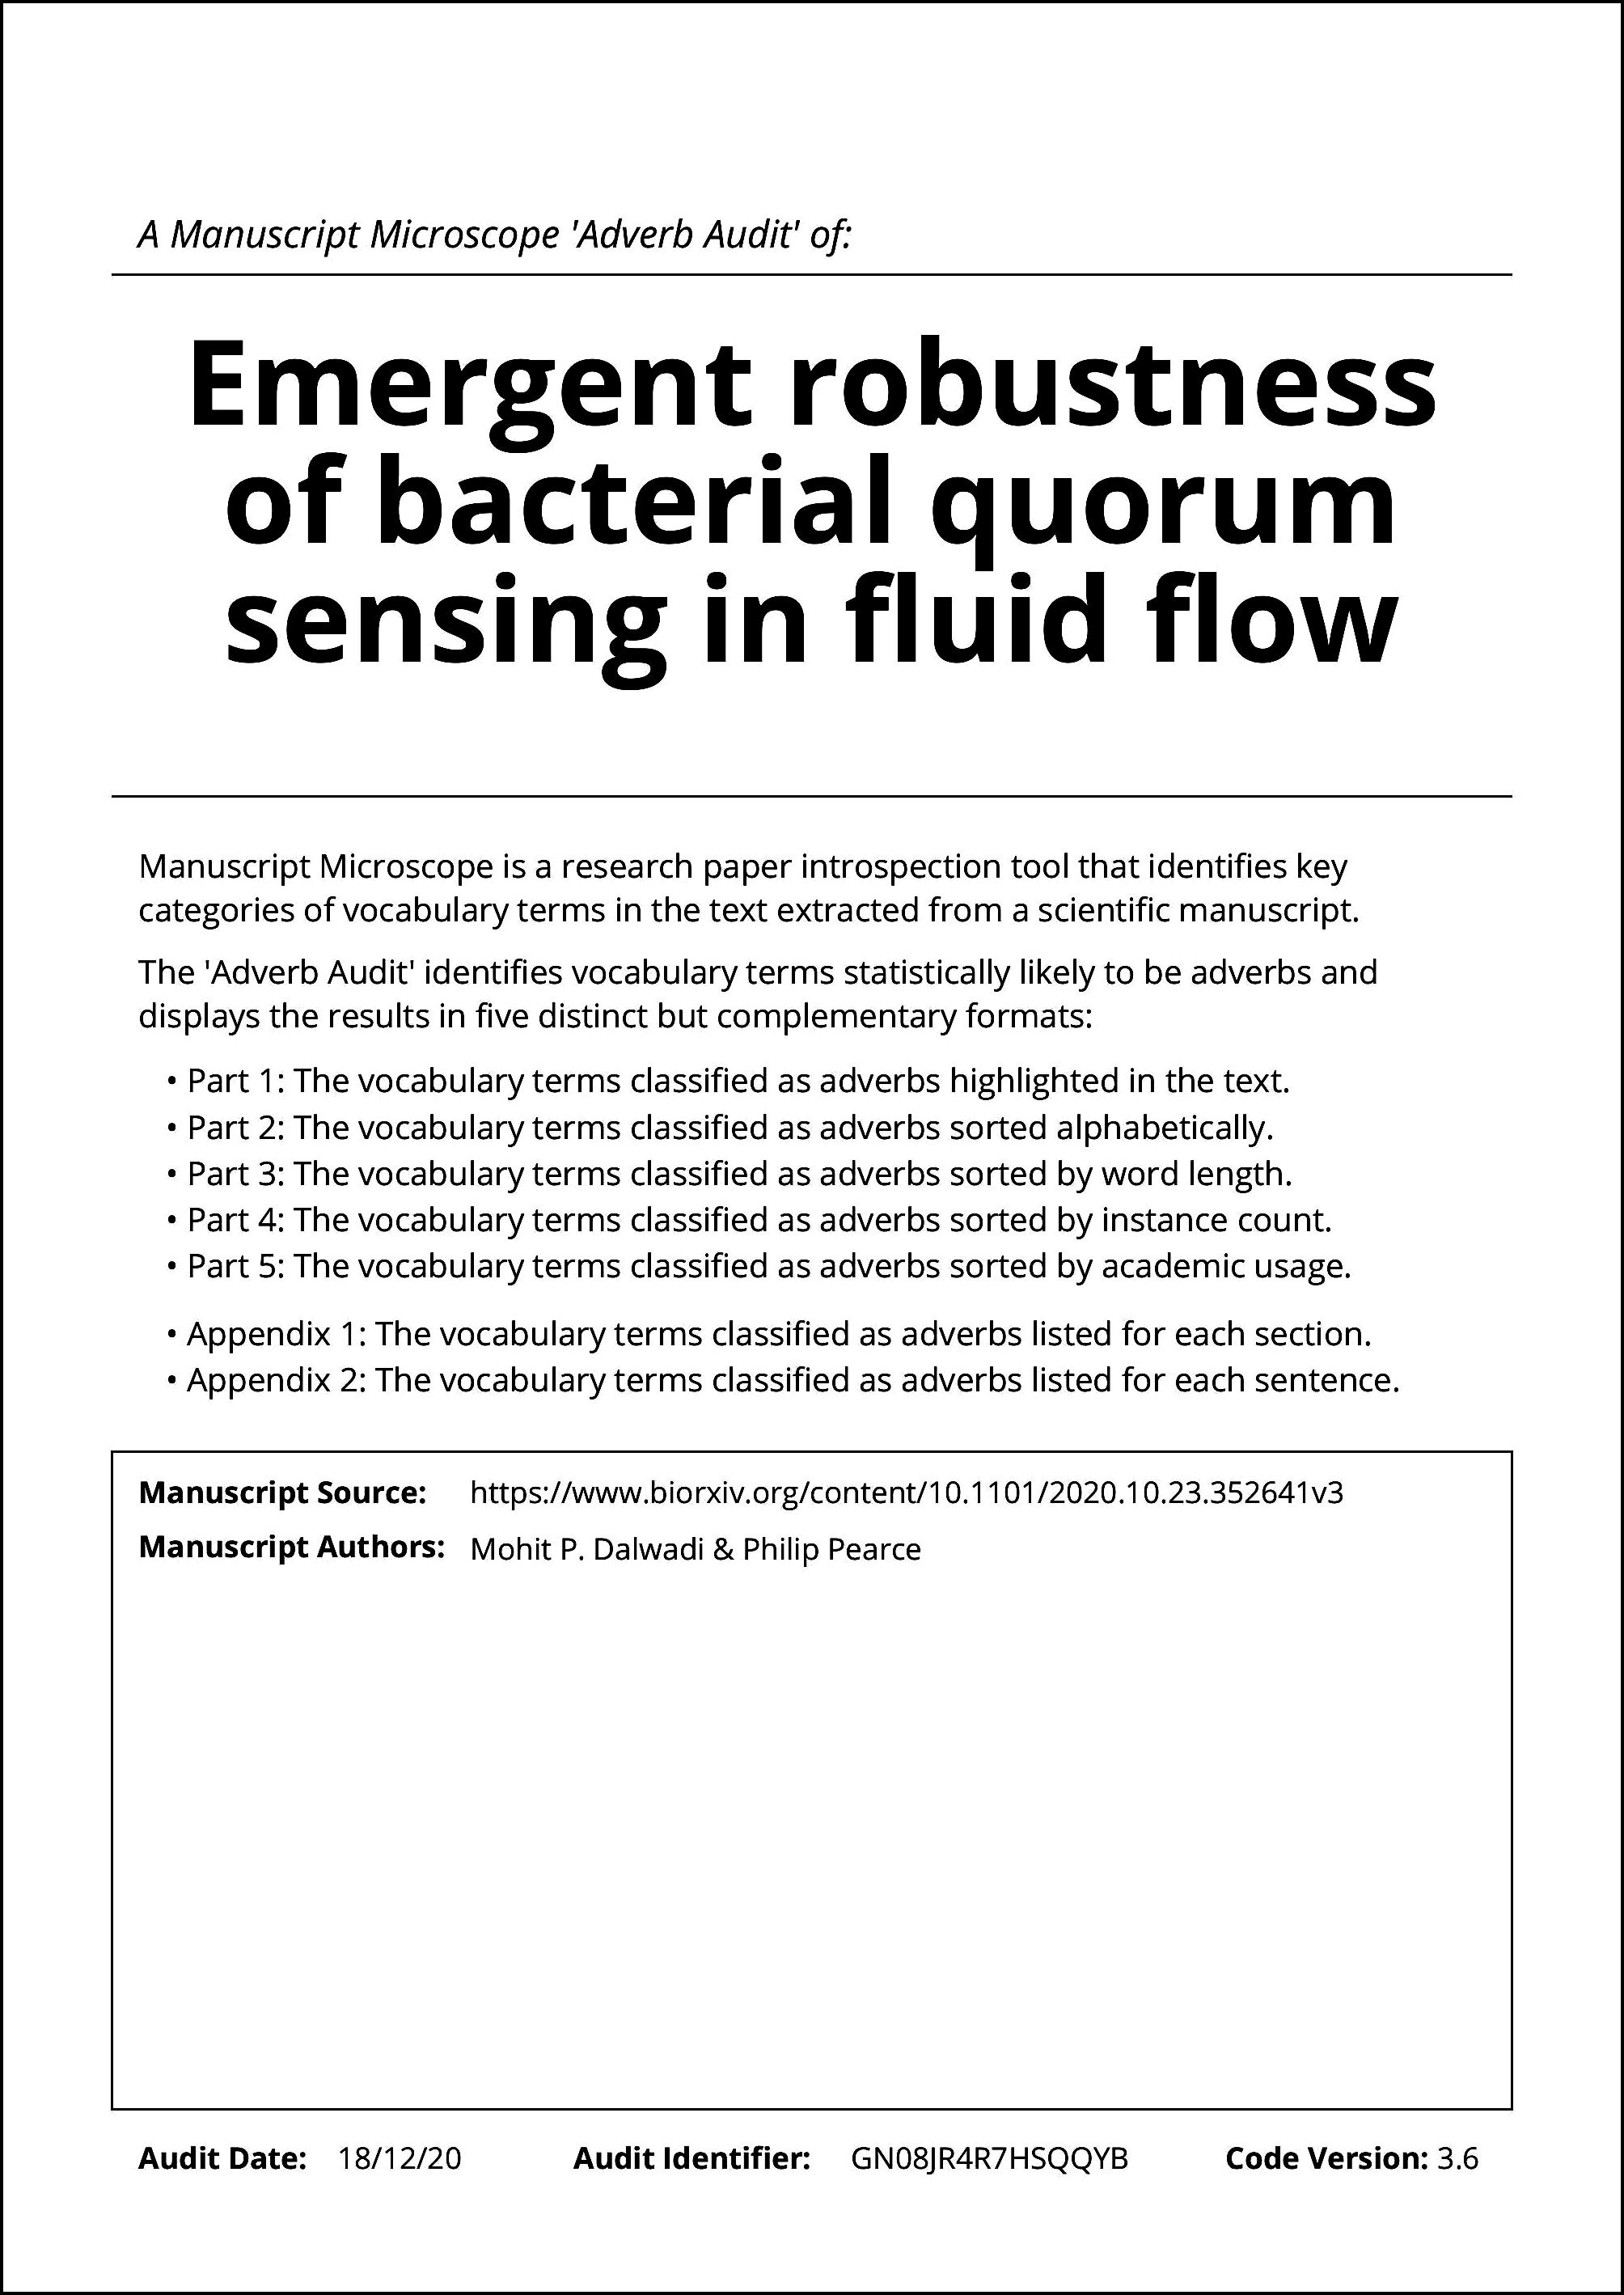 A Manuscript Microscope 'Adverb Audit' of:
Emergent robustness
of bacterial quorum
sensing in fluid flow
Manuscript Microscope is a research paper introspection tool that identifies key
categories of vocabulary terms in the text extracted from a scientific manuscript.
The 'Adverb Audit' identifies vocabulary terms statistically likely to be adverbs and
displays the results in five distinct but complementary formats:
• Part 1: The vocabulary terms classified as adverbs highlighted in the text.
• Part 2: The vocabulary terms classified as adverbs sorted alphabetically.
• Part 3: The vocabulary terms classified as adverbs sorted by word length.
• Part 4: The vocabulary terms classified as adverbs sorted by instance count.
• Part 5: The vocabulary terms classified as adverbs sorted by academic usage.
• Appendix 1: The vocabulary terms classified as adverbs listed for each section.
• Appendix 2: The vocabulary terms classified as adverbs listed for each sentence.
Manuscript Source: https://www.biorxiv.org/content/10.1101/2020.10.23.352641v3
Manuscript Authors: Mohit P. Dalwadi & Philip Pearce
Audit Date: 18/12/20 Audit Identifier: GN08JR4R7HSQQYB Code Version: 3.6